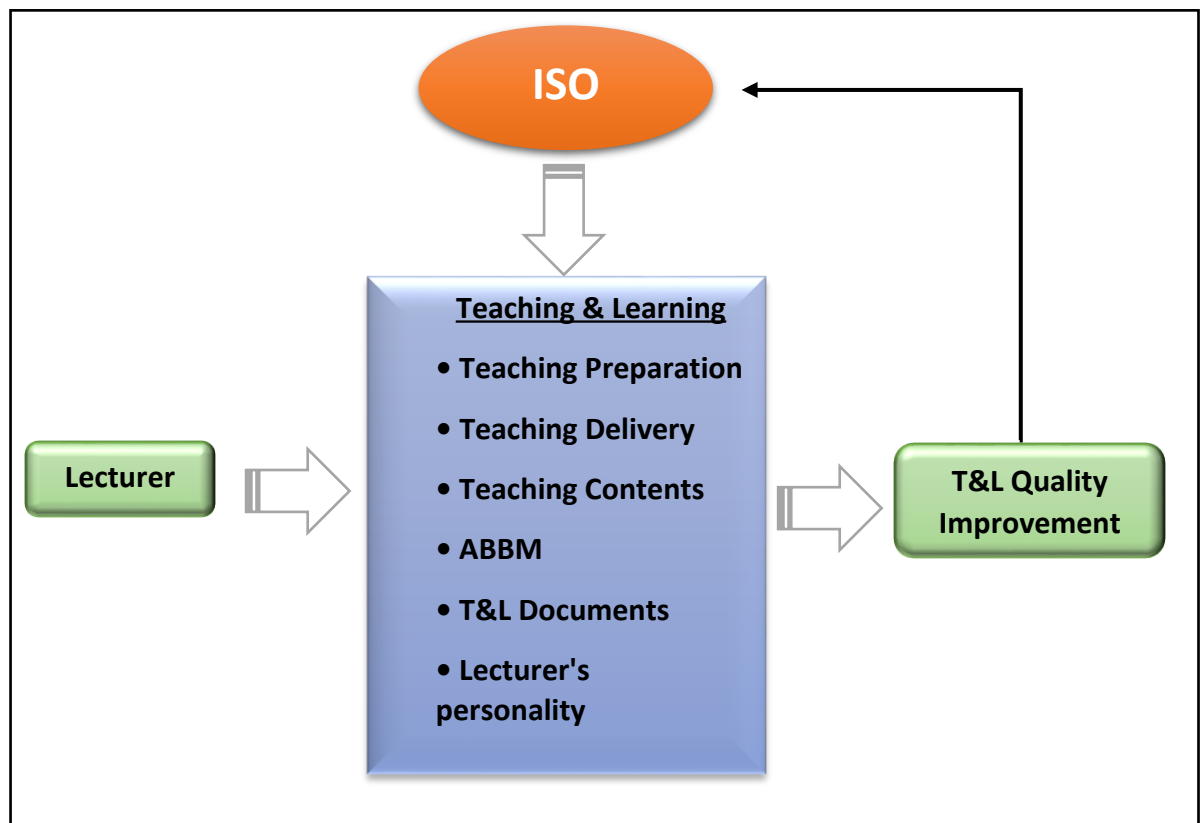 ISO
Teaching & Learning
• Teaching Preparation
• Teaching Delivery
• Teaching Contents
• ABBM
• T&L Documents
• Lecturer's
personality
Lecturer
T&L Quality
Improvement